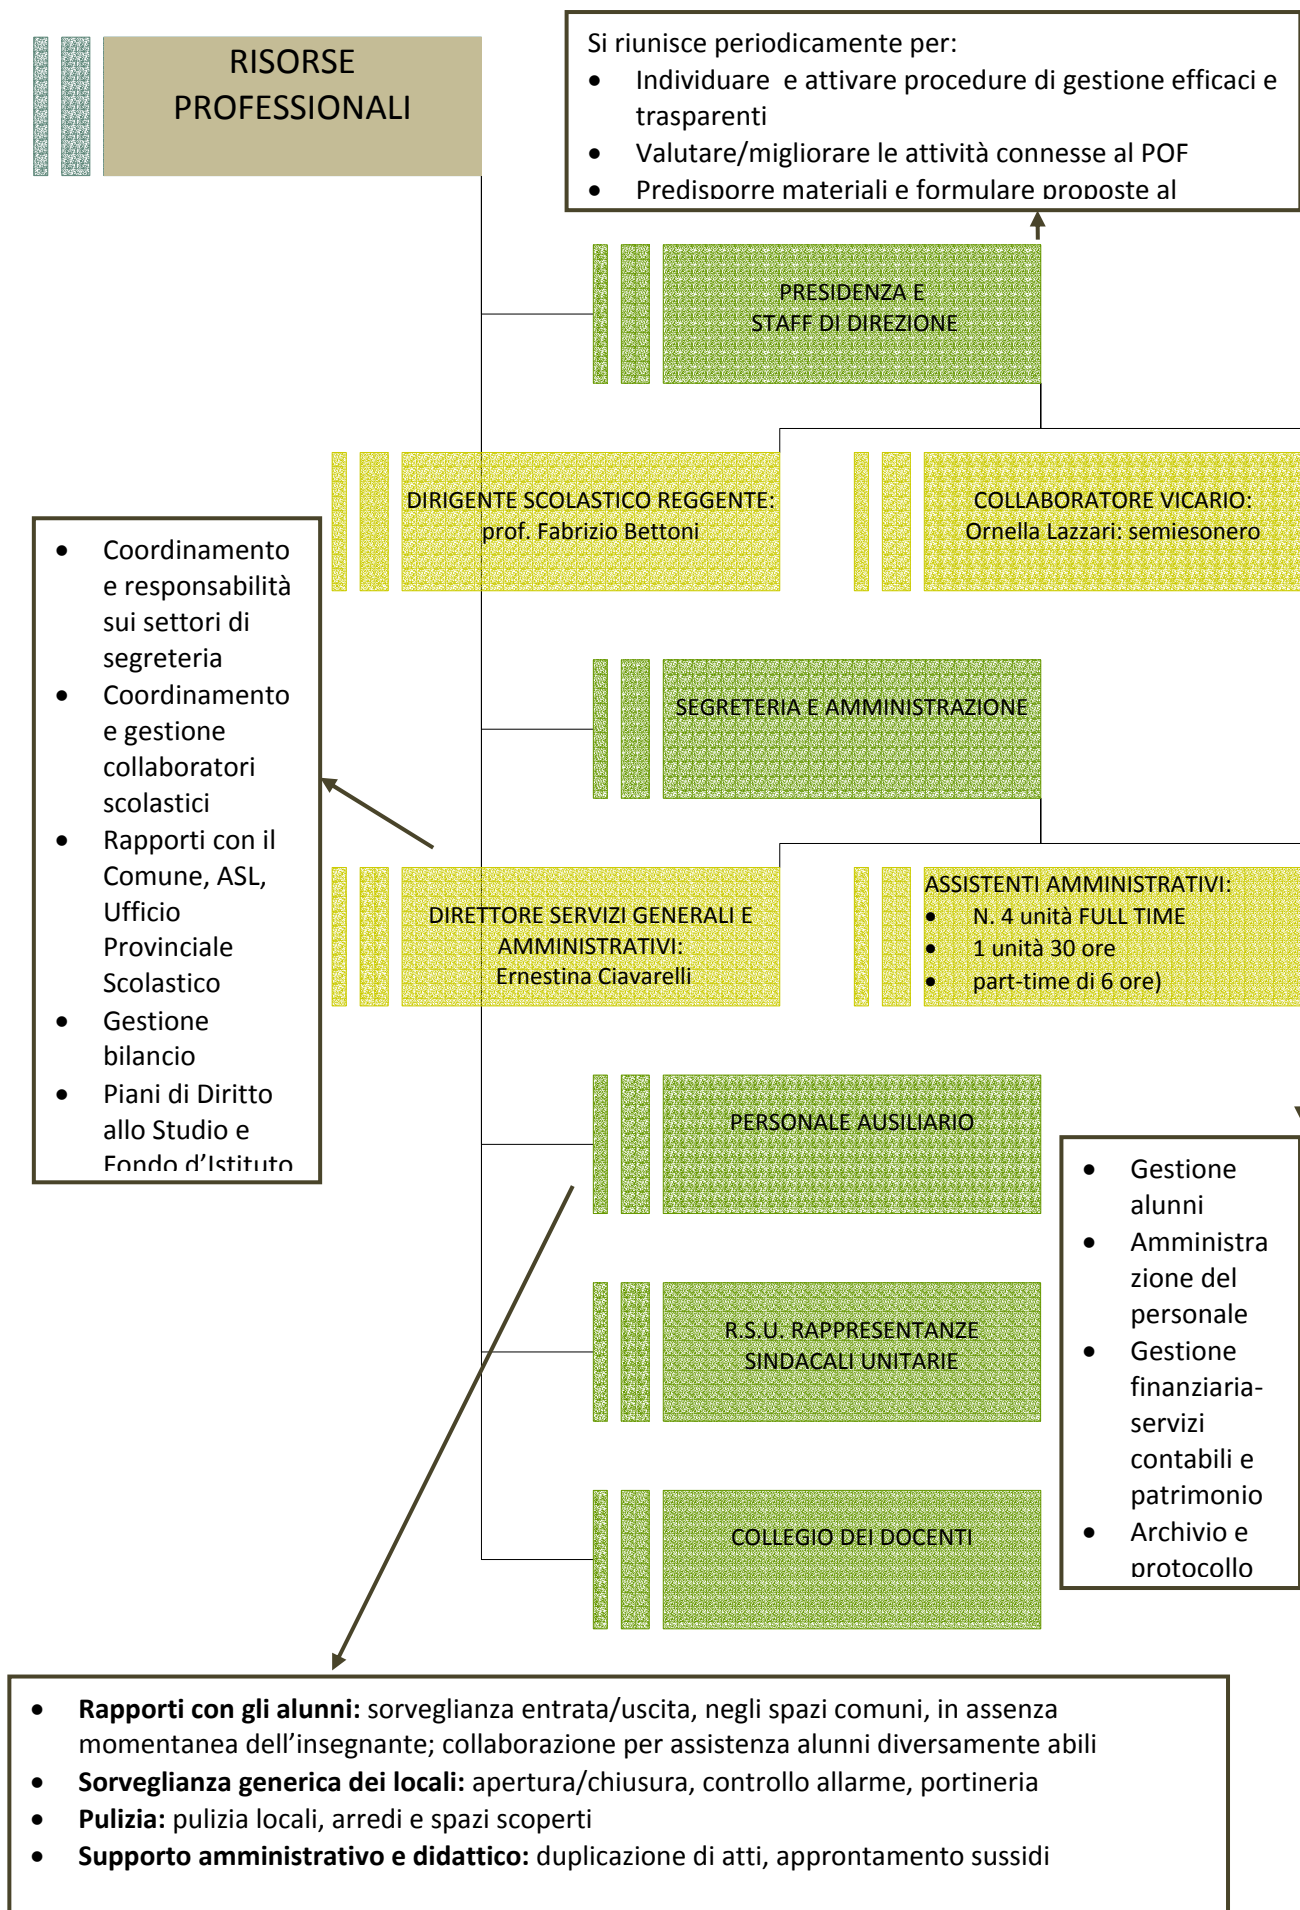 RISORSE
PROFESSIONALI
Si riunisce periodicamente per:
• Individuare e attivare procedure di gestione efficaci e
trasparenti
• Valutare/migliorare le attività connesse al POF
• Predisporre materiali e formulare proposte al
PRESIDENZA E
STAFF DI DIREZIONE
DIRIGENTE SCOLASTICO REGGENTE:
prof. Fabrizio Bettoni
COLLABORATORE VICARIO:
Ornella Lazzari: semiesonero
• Coordinamento
e responsabilità
sui settori di
segreteria
• Coordinamento
e gestione
collaboratori
scolastici
• Rapporti con il
Comune, ASL,
Ufficio
Provinciale
Scolastico
• Gestione
bilancio
• Piani di Diritto
allo Studio e
Fondo d'Istituto
SEGRETERIA E AMMINISTRAZIONE
DIRETTORE SERVIZI GENERALI E
AMMINISTRATIVI:
Ernestina Ciavarelli
ASSISTENTI AMMINISTRATIVI:
• N. 4 unità FULL TIME
• 1 unità 30 ore
• part-time di 6 ore)
PERSONALE AUSILIARIO
• Gestione
alunni
• Amministra
zione del
personale
• Gestione
finanziaria-
servizi
contabili e
patrimonio
• Archivio e
protocollo
R.S.U. RAPPRESENTANZE
SINDACALI UNITARIE
COLLEGIO DEI DOCENTI
• Rapporti con gli alunni: sorveglianza entrata/uscita, negli spazi comuni, in assenza
momentanea dell'insegnante; collaborazione per assistenza alunni diversamente abili
• Sorveglianza generica dei locali: apertura/chiusura, controllo allarme, portineria
• Pulizia: pulizia locali, arredi e spazi scoperti
• Supporto amministrativo e didattico: duplicazione di atti, approntamento sussidi